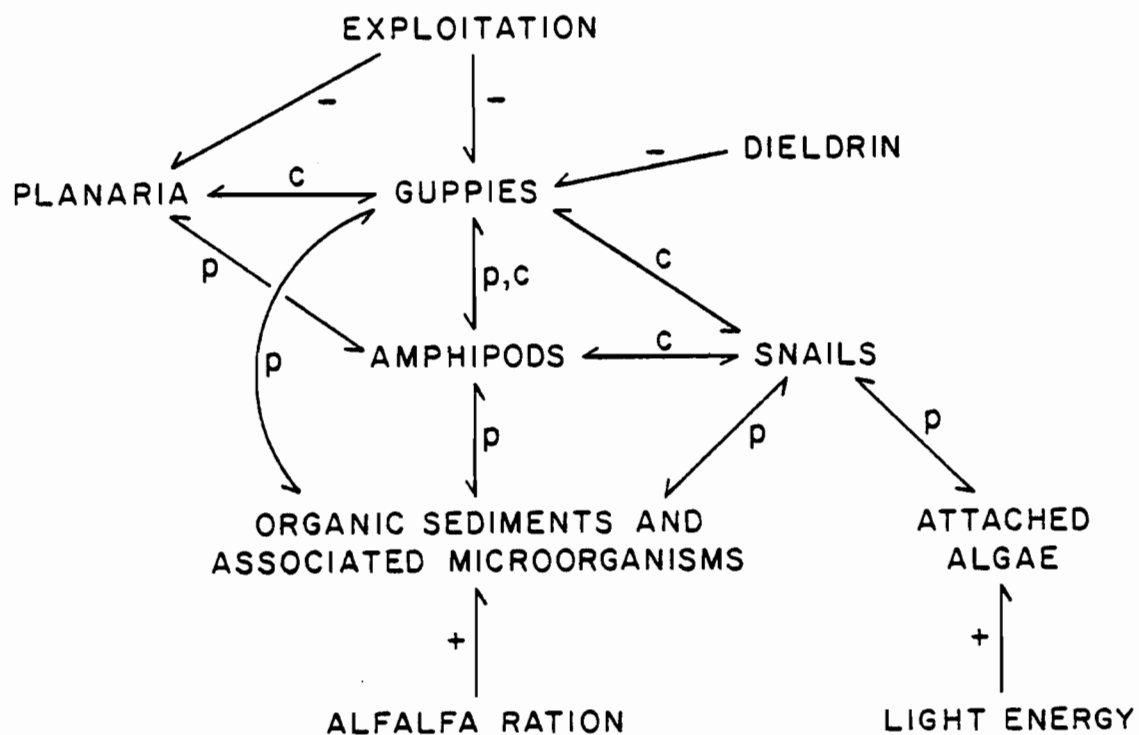 EXPLOITATION
-
-
DIELDRIN
-
PLANARIA
c
GUPPIES
p
p,c
c
p
AMPHIPODS
c
SNAILS
p
p
p
ORGANIC SEDIMENTS AND
ASSOCIATED MICROORGANISMS
ATTACHED
ALGAE
+
+
ALFALFA RATION
LIGHT ENERGY